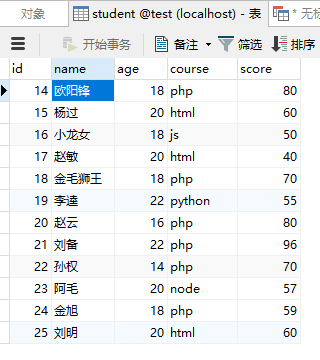 对象 student @test (localhost) - 表 * 无标
开始事务 备注 筛选 排序
id name age course score
14 欧阳锋 18 php 80
15 杨过 20 html 60
16 小龙女 18 js 50
17 赵敏 20 html 40
18 金毛狮王 18 php 70
19 李逵 22 python 55
20 赵云 16 php 80
21 刘备 22 php 96
22 孙权 14 php 70
23 阿毛 20 node 57
24 金旭 18 php 59
25 刘明 20 html 60